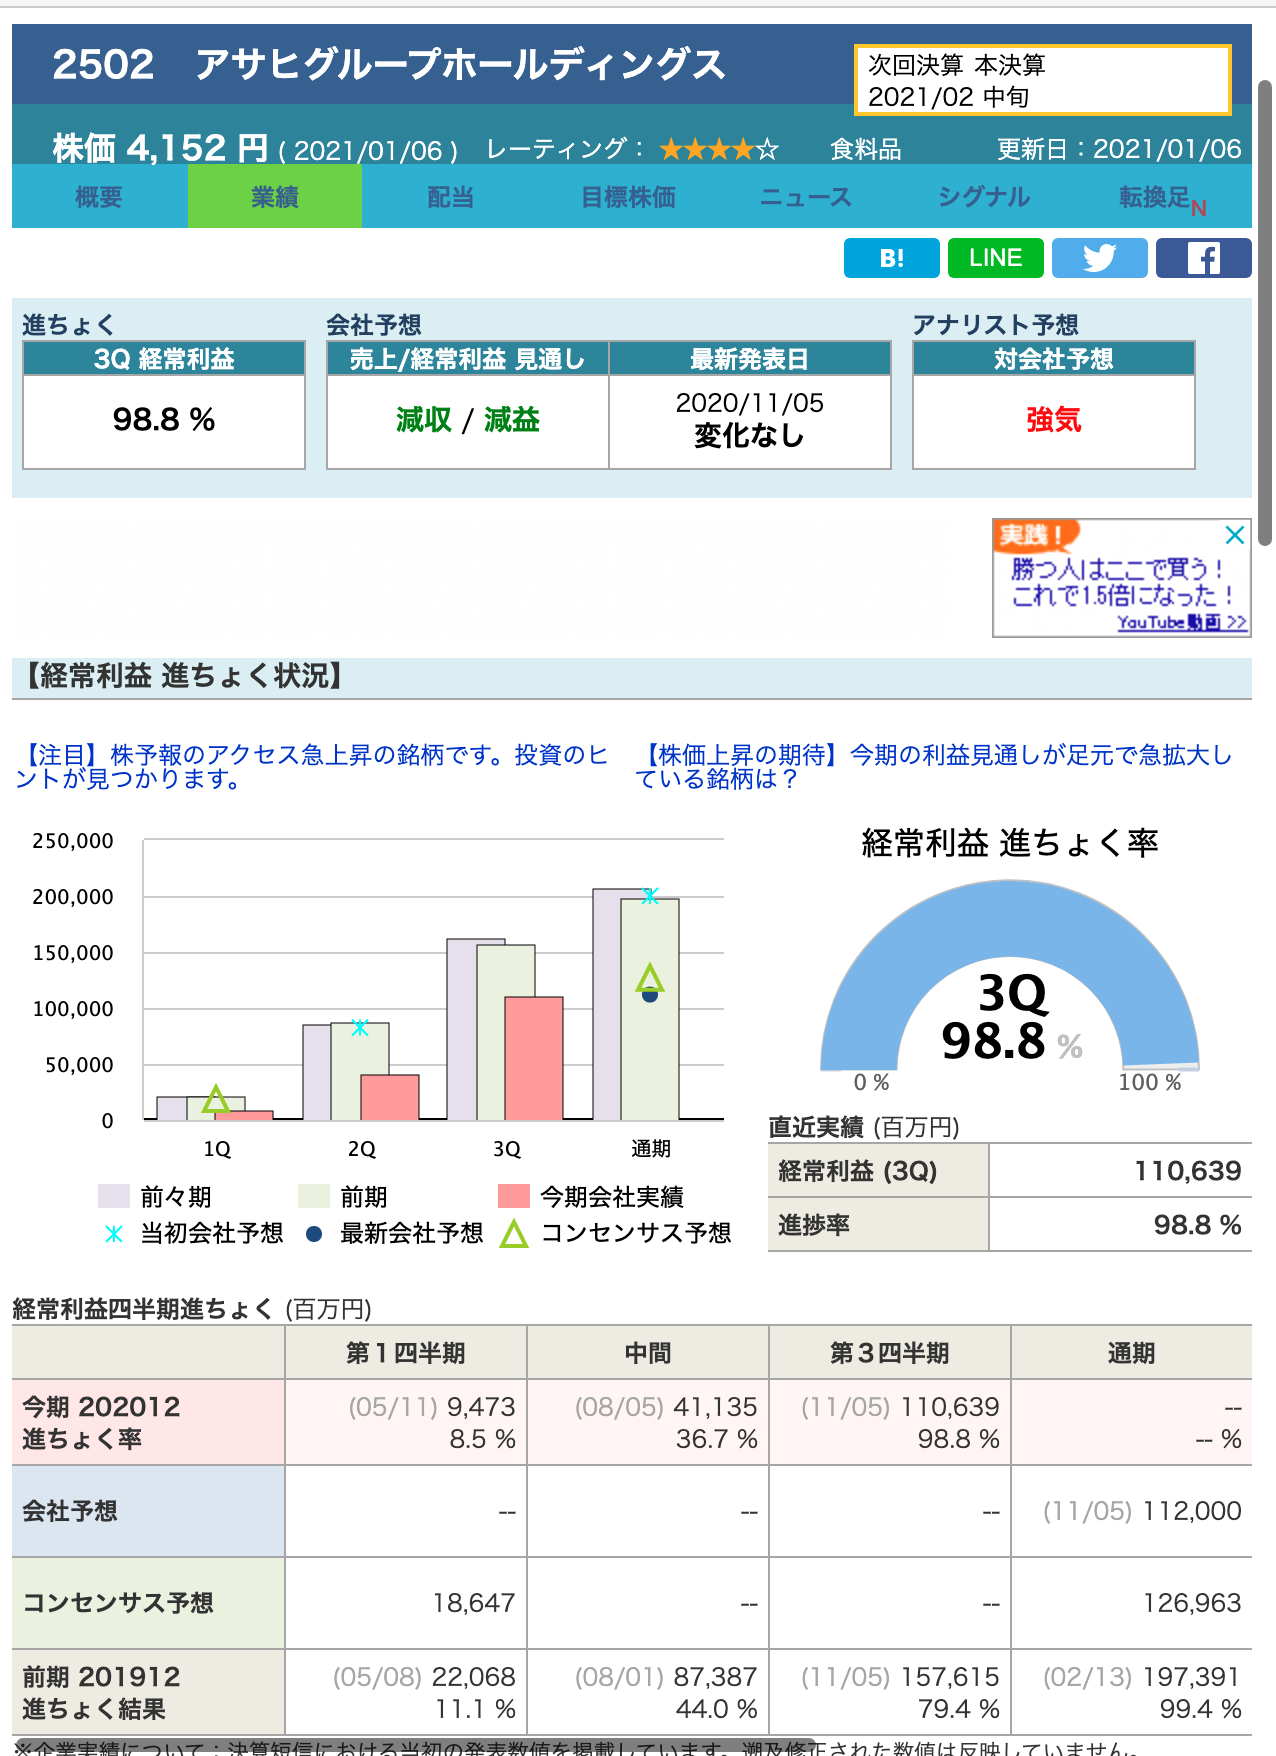 2502 アサヒグループホールディングス
次回決算 本決算
2021/02 中旬
株価 4,152 円 ( 2021/01/06 ) レーティング： ★★★★☆ 食料品 更新日：2021/01/06
概要 業績 配当 目標株価 ニュース シグナル 転換足N
B! LINE
進ちょく 会社予想 アナリスト予想
3Q 経常利益 売上/経常利益 見通し 最新発表日 対会社予想
98.8 % 減収 / 減益 2020/11/05 強気
変化なし
実践！
勝つ人はここで買う！
これで1.5倍になった！
YouTube動画 >>
【経常利益 進ちょく状況】
【注目】株予報のアクセス急上昇の銘柄です。投資のヒ
ントが見つかります。
【株価上昇の期待】今期の利益見通しが足元で急拡大し
ている銘柄は？
250,000
200,000
150,000
100,000
50,000
0
1Q 2Q 3Q 通期
前々期 前期 今期会社実績
当初会社予想 最新会社予想 コンセンサス予想
経常利益 進ちょく率
3Q
98.8 %
0 % 100 %
直近実績 (百万円)
経常利益 (3Q) 110,639
進捗率 98.8 %
経常利益四半期進ちょく (百万円)
第１四半期 中間 第３四半期 通期
今期 202012 (05/11) 9,473 (08/05) 41,135 (11/05) 110,639 --
進ちょく率 8.5 % 36.7 % 98.8 % -- %
会社予想 -- -- -- (11/05) 112,000
コンセンサス予想 18,647 -- -- 126,963
前期 201912 (05/08) 22,068 (08/01) 87,387 (11/05) 157,615 (02/13) 197,391
進ちょく結果 11.1 % 44.0 % 79.4 % 99.4 %
※企業実績について：決算短信における当初の発表数値を掲載しています。遡及修正された数値は反映していません。